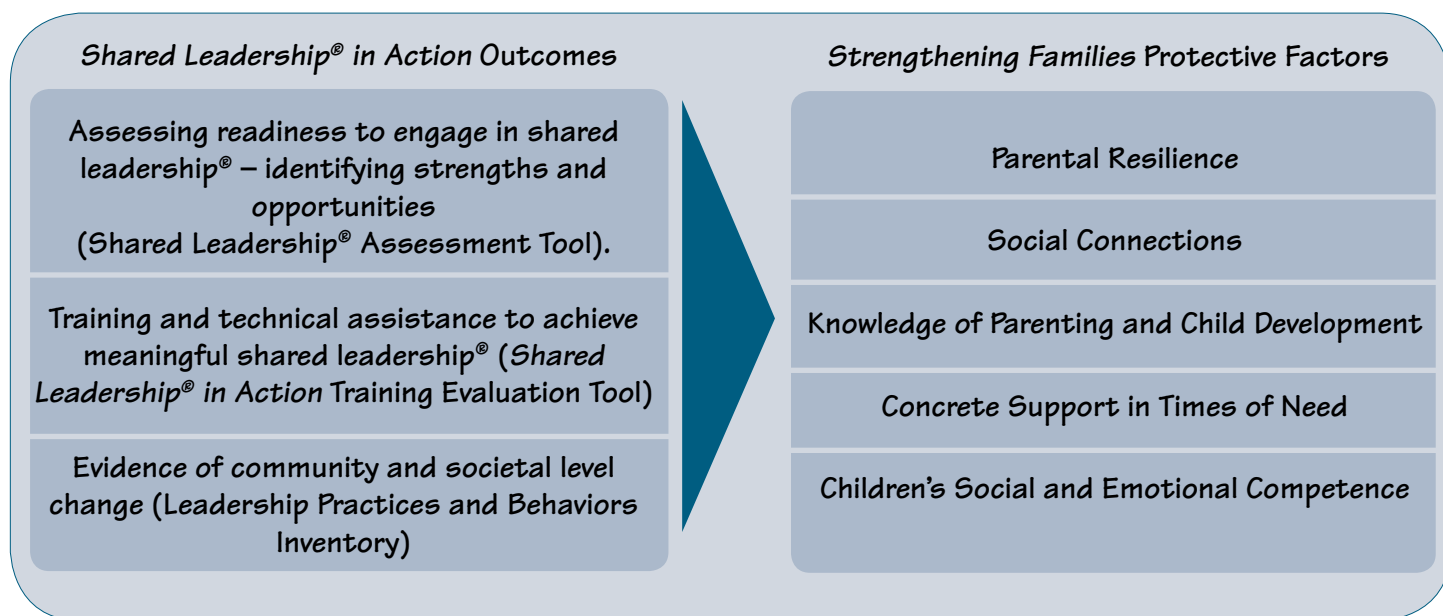 Shared Leadership® in Action Outcomes
Assessing readiness to engage in shared
leadership® – identifying strengths and
opportunities
(Shared Leadership® Assessment Tool).
Training and technical assistance to achieve
meaningful shared leadership® (Shared
Leadership® in Action Training Evaluation Tool)
Evidence of community and societal level
change (Leadership Practices and Behaviors
Inventory)
Strengthening Families Protective Factors
Parental Resilience
Social Connections
Knowledge of Parenting and Child Development
Concrete Support in Times of Need
Children’s Social and Emotional Competence